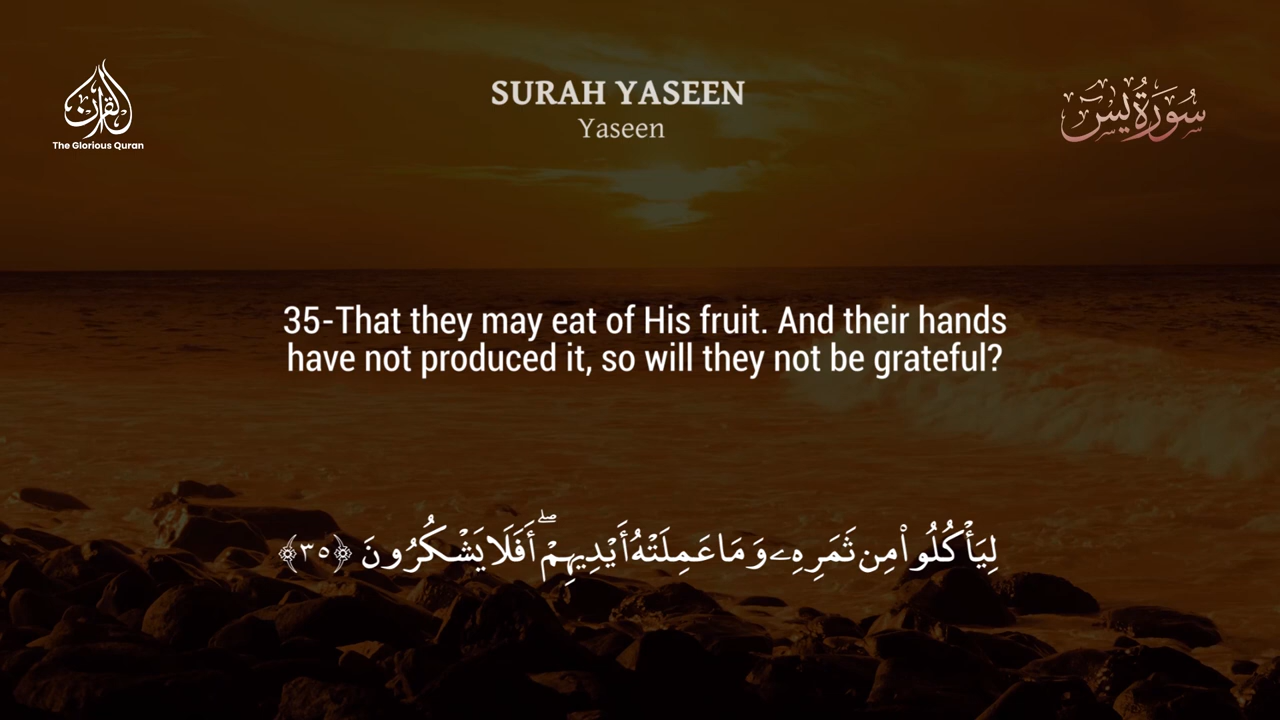 القرآن
The Glorious Quran
SURAH YASEEN
Yaseen
سُورَةُ يس
35-That they may eat of His fruit. And their hands
have not produced it, so will they not be grateful?
لِيَأْكُلُوا۟ مِن ثَمَرِهِۦ وَمَا عَمِلَتْهُ أَيْدِيهِمْ ۖ أَفَلَا يَشْكُرُونَ ﴿٣٥﴾